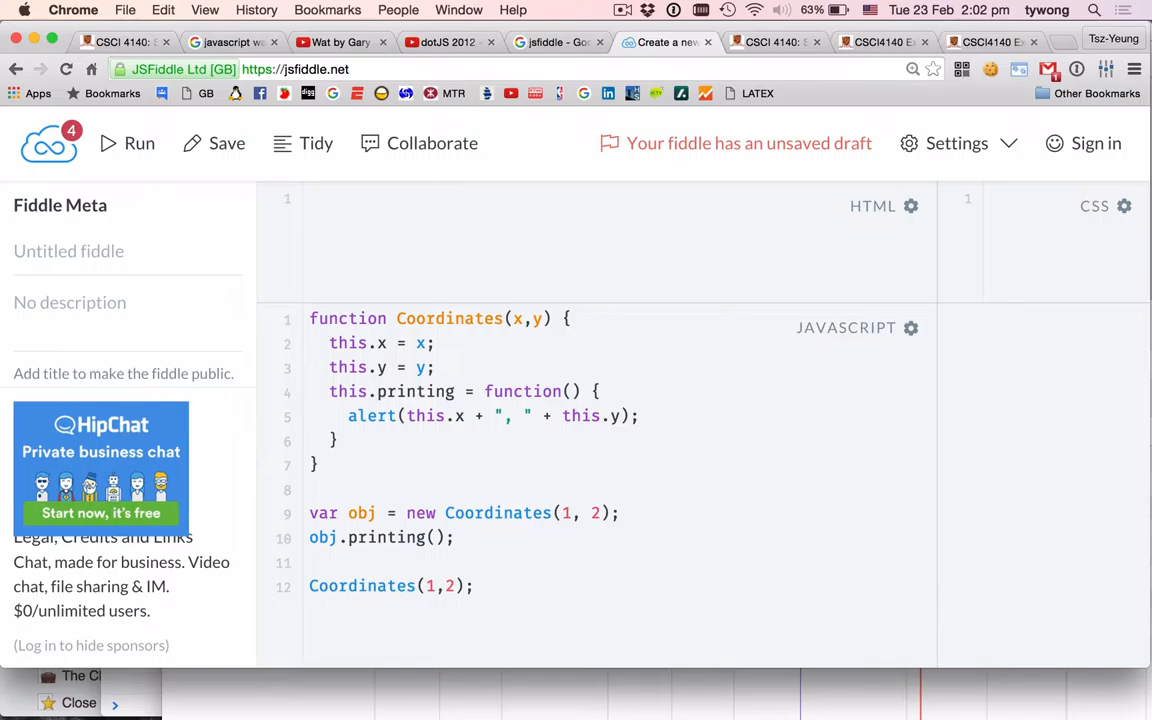 Chrome File Edit View History Bookmarks People Window Help 63% Tue 23 Feb 2:02 pm tywong
CSCI 4140: S × javascript wa × Wat by Gary × dotJS 2012 - × jsfiddle - Goo × Create a new × CSCI 4140: S × CSCI4140 Ex × CSCI4140 Ex × Tsz-Yeung
JSFiddle Ltd [GB] https://jsfiddle.net
Apps Bookmarks GB MTR LATEX Other Bookmarks
4 Run Save Tidy Collaborate Your fiddle has an unsaved draft Settings Sign in
Fiddle Meta
Untitled fiddle
No description
Add title to make the fiddle public.
HipChat
Private business chat
Start now, it's free
Legal, Credits and Links
Chat, made for business. Video
chat, file sharing & IM.
$0/unlimited users.
(Log in to hide sponsors)
1 HTML
1 CSS
JAVASCRIPT
1 function Coordinates(x,y) {
2 this.x = x;
3 this.y = y;
4 this.printing = function() {
5 alert(this.x + ", " + this.y);
6 }
7 }
8
9 var obj = new Coordinates(1, 2);
10 obj.printing();
11
12 Coordinates(1,2);
The C
Close